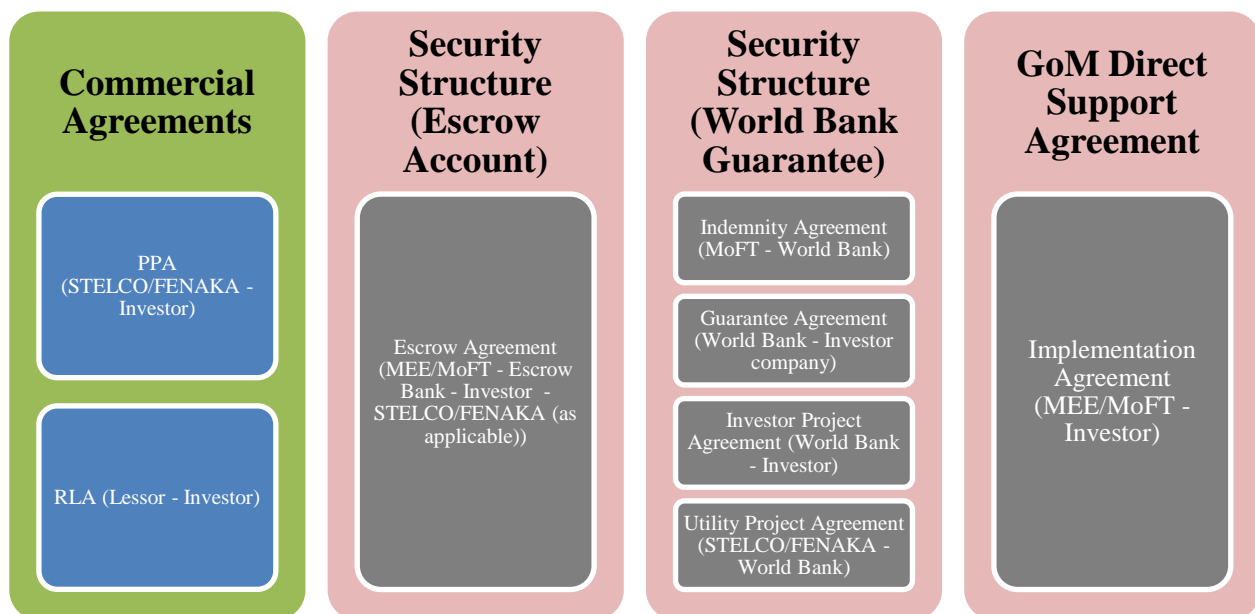 Commercial
Agreements
PPA
(STELCO/FENAKA -
Investor)
RLA (Lessor - Investor)
Security
Structure
(Escrow
Account)
Escrow Agreement
(MEE/MoFT - Escrow
Bank - Investor -
STELCO/FENAKA (as
applicable))
Security
Structure
(World Bank
Guarantee)
Indemnity Agreement
(MoFT - World Bank)
Guarantee Agreement
(World Bank - Investor
company)
Investor Project
Agreement (World Bank
- Investor)
Utility Project Agreement
(STELCO/FENAKA -
World Bank)
GoM Direct
Support
Agreement
Implementation
Agreement
(MEE/MoFT -
Investor)